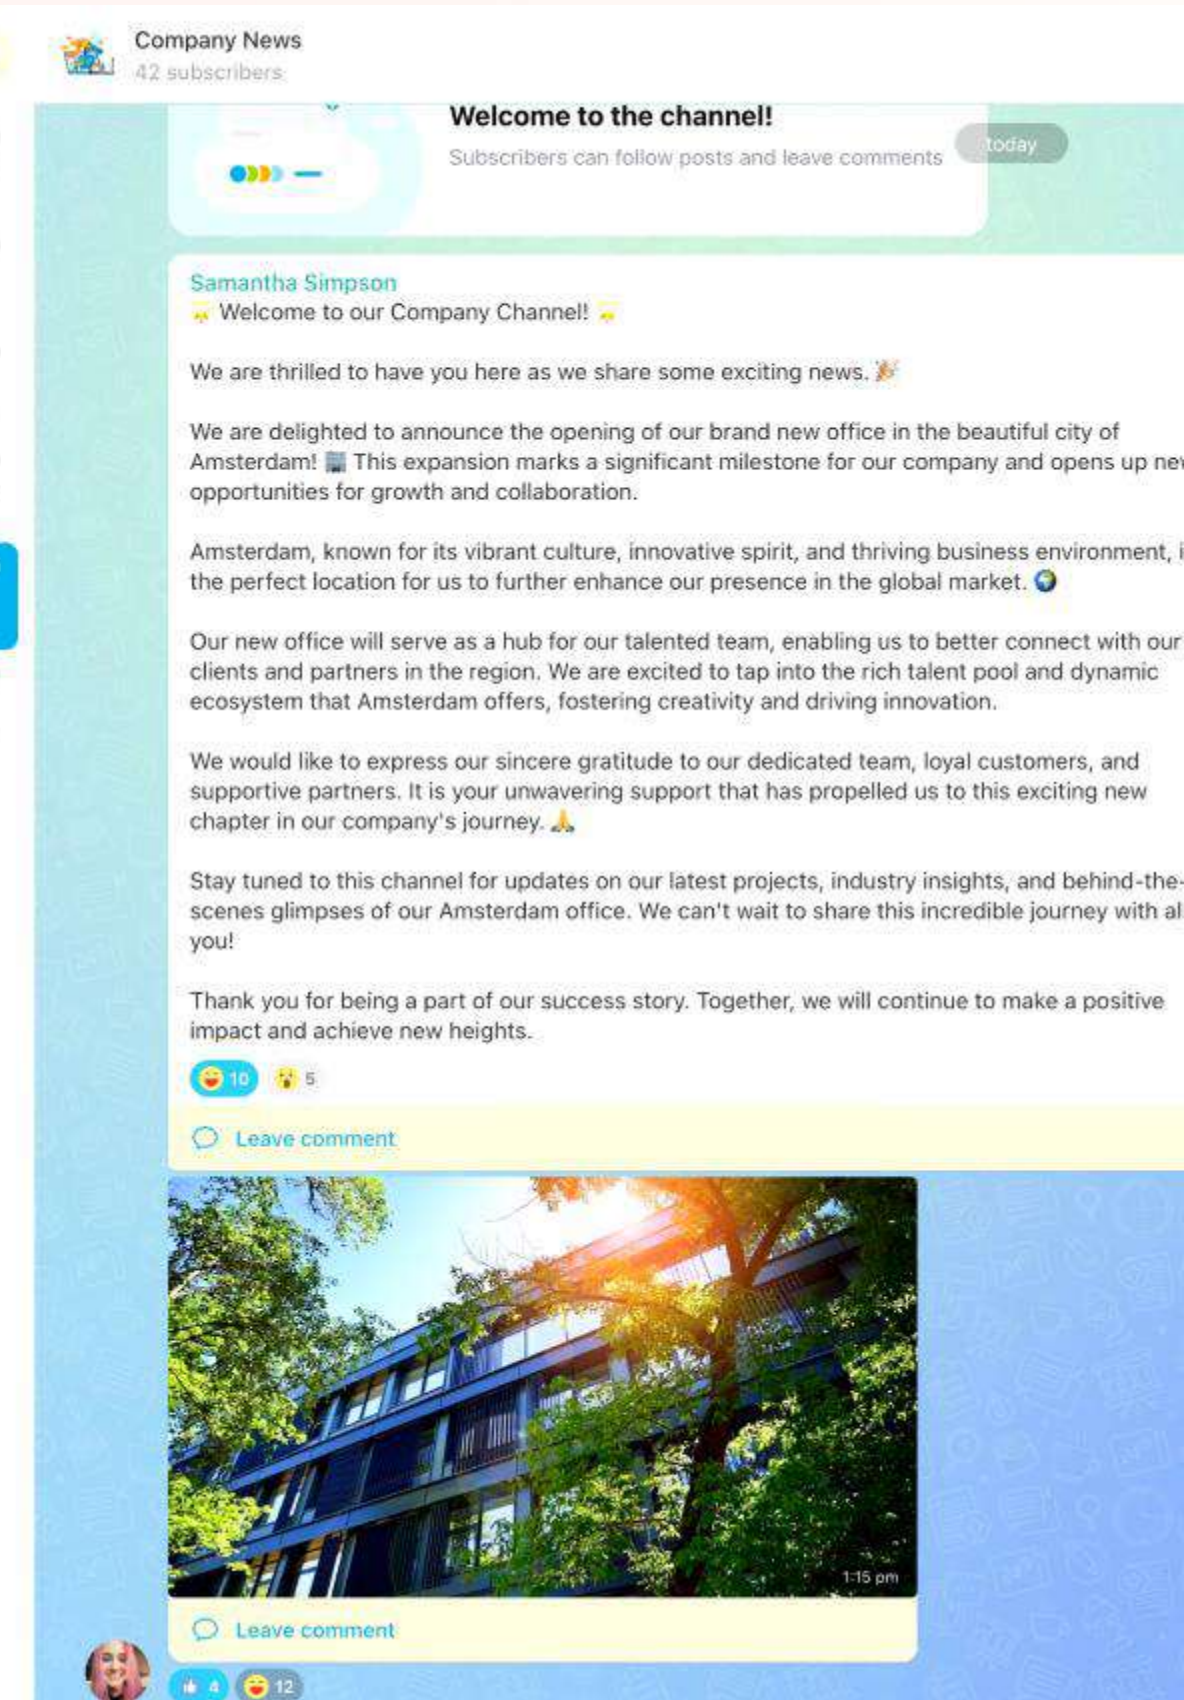 Company News
42 subscribers
Welcome to the channel!
Subscribers can follow posts and leave comments
today
Samantha Simpson
Welcome to our Company Channel!
We are thrilled to have you here as we share some exciting news.
We are delighted to announce the opening of our brand new office in the beautiful city of
Amsterdam! This expansion marks a significant milestone for our company and opens up
opportunities for growth and collaboration.
Amsterdam, known for its vibrant culture, innovative spirit, and thriving business environment,
the perfect location for us to further enhance our presence in the global market.
Our new office will serve as a hub for our talented team, enabling us to better connect with our
clients and partners in the region. We are excited to tap into the rich talent pool and dynamic
ecosystem that Amsterdam offers, fostering creativity and driving innovation.
We would like to express our sincere gratitude to our dedicated team, loyal customers, and
supportive partners. It is your unwavering support that has propelled us to this exciting new
chapter in our company's journey.
Stay tuned to this channel for updates on our latest projects, industry insights, and behind-the-
scenes glimpses of our Amsterdam office. We can't wait to share this incredible journey with
you!
Thank you for being a part of our success story. Together, we will continue to make a positive
impact and achieve new heights.
10 5
Leave comment
1:15 pm
Leave comment
4 12